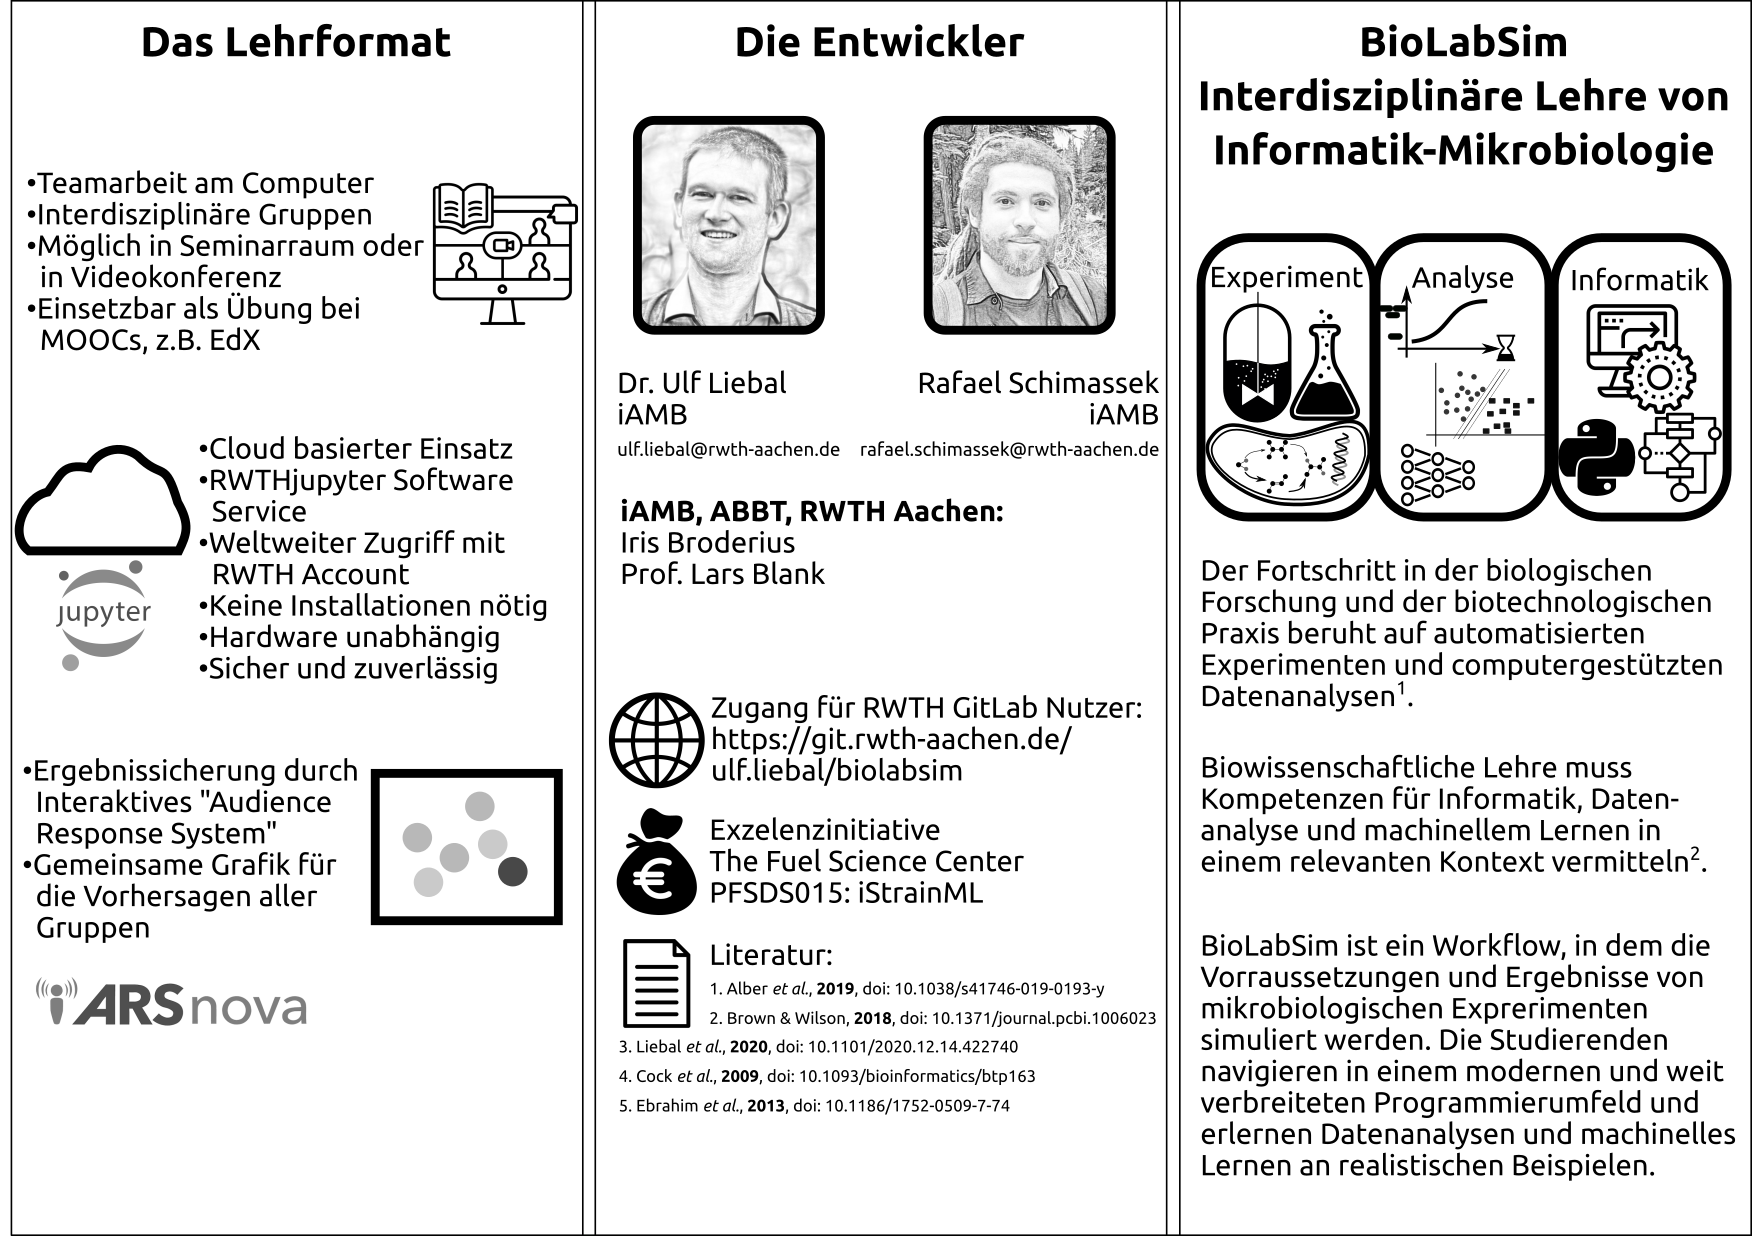 Das Lehrformat
•Teamarbeit am Computer
•Interdisziplinäre Gruppen
•Möglich in Seminarraum oder
in Videokonferenz
•Einsetzbar als Übung bei
MOOCs, z.B. EdX
•Cloud basierter Einsatz
•RWTHjupyter Software
Service
•Weltweiter Zugriff mit
RWTH Account
•Keine Installationen nötig
•Hardware unabhängig
•Sicher und zuverlässig
jupyter
•Ergebnissicherung durch
Interaktives "Audience
Response System"
•Gemeinsame Grafik für
die Vorhersagen aller
Gruppen
ARSnova
Die Entwickler
Dr. Ulf Liebal
iAMB
ulf.liebal@rwth-aachen.de
Rafael Schimassek
iAMB
rafael.schimassek@rwth-aachen.de
iAMB, ABBT, RWTH Aachen:
Iris Broderius
Prof. Lars Blank
Zugang für RWTH GitLab Nutzer:
https://git.rwth-aachen.de/
ulf.liebal/biolabsim
Exzelenzinitiative
The Fuel Science Center
PFSDS015: iStrainML
Literatur:
1. Alber et al., 2019, doi: 10.1038/s41746-019-0193-y
2. Brown & Wilson, 2018, doi: 10.1371/journal.pcbi.1006023
3. Liebal et al., 2020, doi: 10.1101/2020.12.14.422740
4. Cock et al., 2009, doi: 10.1093/bioinformatics/btp163
5. Ebrahim et al., 2013, doi: 10.1186/1752-0509-7-74
BioLabSim
Interdisziplinäre Lehre von
Informatik-Mikrobiologie
Experiment
Analyse
Informatik
Der Fortschritt in der biologischen
Forschung und der biotechnologischen
Praxis beruht auf automatisierten
Experimenten und computergestützten
Datenanalysen¹.
Biowissenschaftliche Lehre muss
Kompetenzen für Informatik, Daten-
analyse und machinellem Lernen in
einem relevanten Kontext vermitteln².
BioLabSim ist ein Workflow, in dem die
Vorraussetzungen und Ergebnisse von
mikrobiologischen Exprerimenten
simuliert werden. Die Studierenden
navigieren in einem modernen und weit
verbreiteten Programmierumfeld und
erlernen Datenanalysen und machinelles
Lernen an realistischen Beispielen.